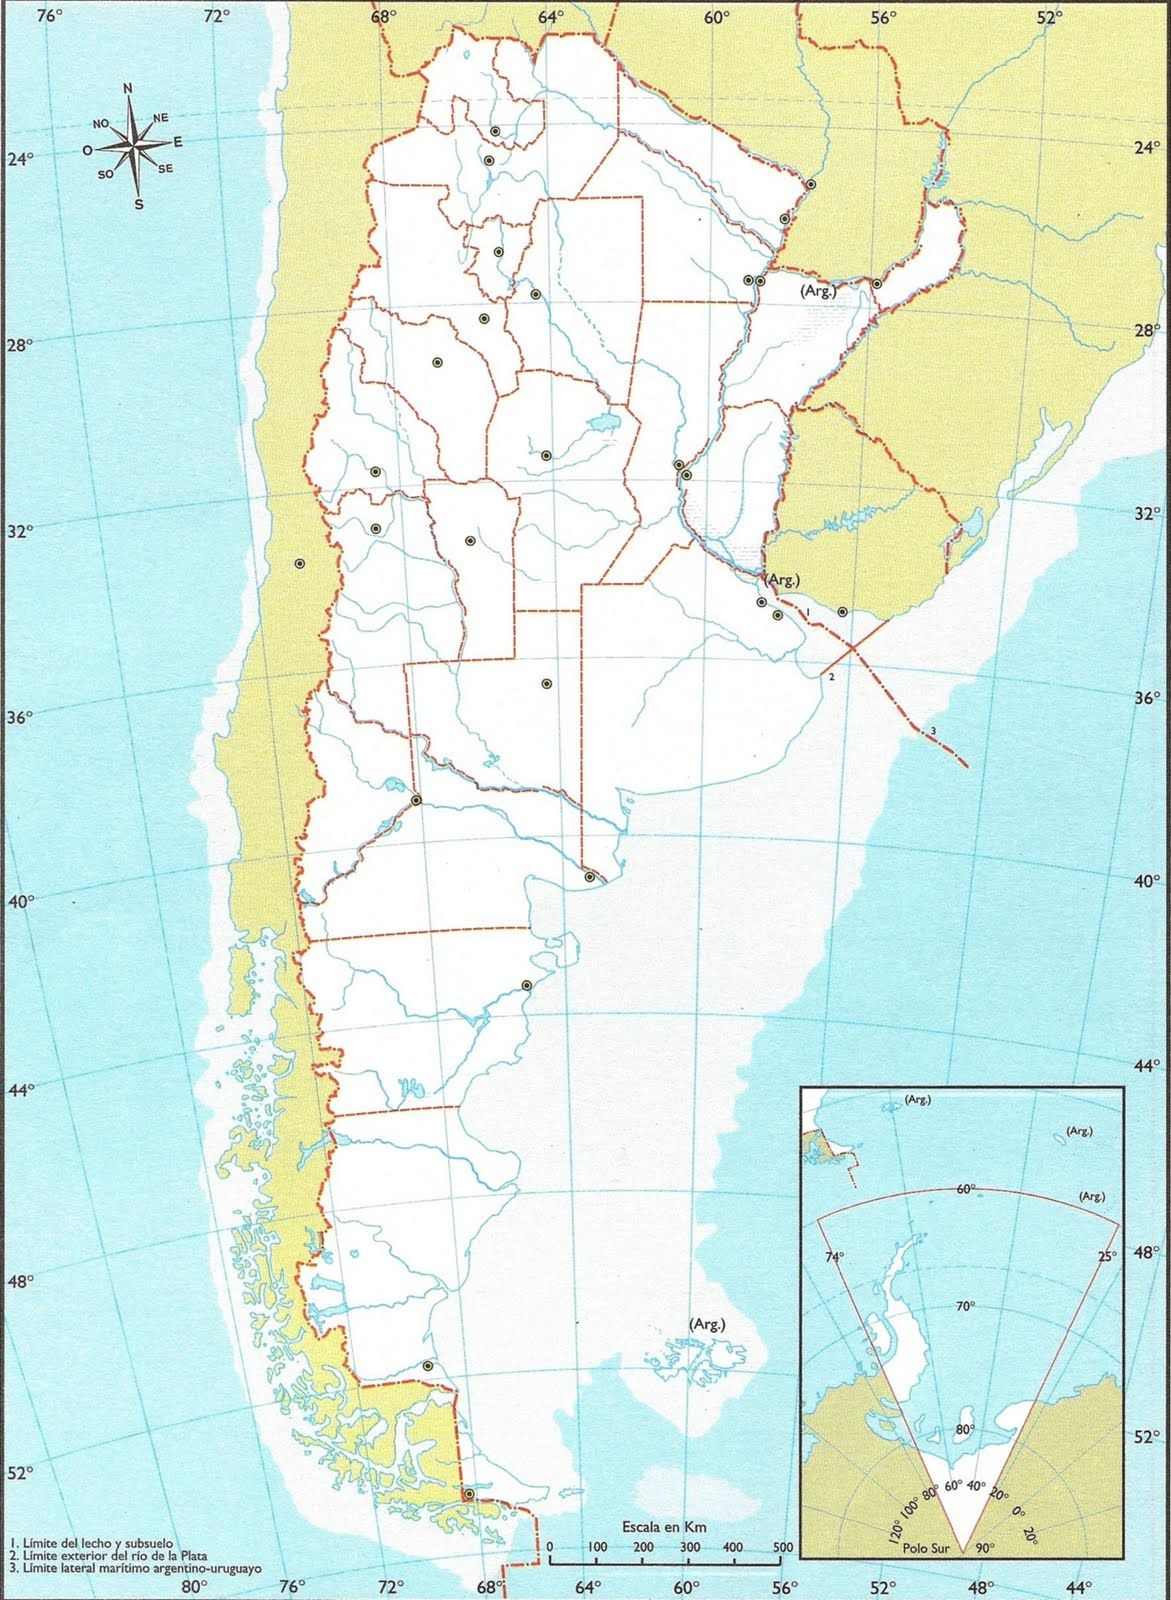 76° 72° 68° 64° 60° 56° 52°
N
NO NE
O E
SO SE
S
24° 24°
(Arg.)
28° 28°
32° 32°
(Arg.)
1
2
36° 36°
3
40° 40°
44° 44°
(Arg.)
(Arg.)
60° (Arg.)
74° 25°
48° 48°
70°
(Arg.)
80°
52° 52°
120° 100° 80° 60° 40° 20° 0° 20°
Polo Sur 90°
1. Límite del lecho y subsuelo
2. Límite exterior del río de la Plata
3. Límite lateral marítimo argentino-uruguayo
Escala en Km
0 100 200 300 400 500
80° 76° 72° 68° 64° 60° 56° 52° 48° 44°